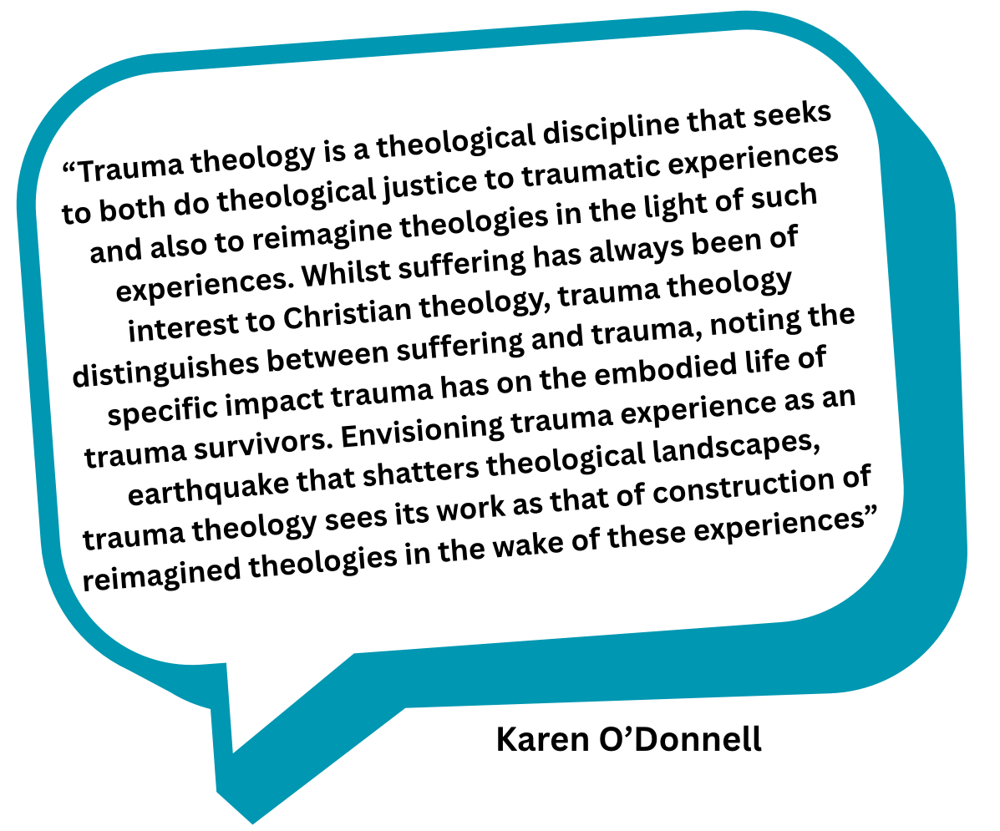 “Trauma theology is a theological discipline that seeks
to both do theological justice to traumatic experiences
and also to reimagine theologies in the light of such
experiences. Whilst suffering has always been of
interest to Christian theology, trauma theology
distinguishes between suffering and trauma, noting the
specific impact trauma has on the embodied life of
trauma survivors. Envisioning trauma experience as an
earthquake that shatters theological landscapes,
trauma theology sees its work as that of construction of
reimagined theologies in the wake of these experiences”
Karen O’Donnell